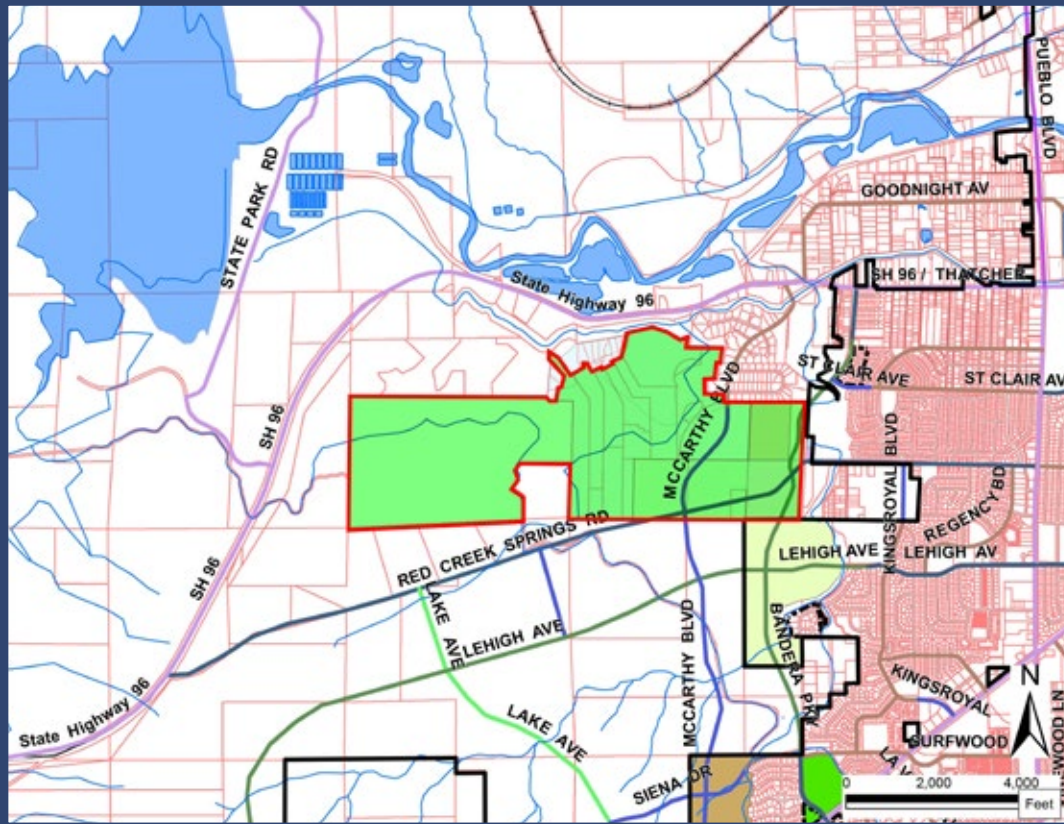 PUEBLO BLVD
STATE PARK RD
GOODNIGHT AV
SH 96 / THATCHER
State Highway 96
ST CLAIR AVE
ST CLAIR AV
MCCARTHY BLVD
SH 96
KINGSROYAL BLVD
REGENCY BD
RED CREEK SPRINGS RD
LEHIGH AVE
LEHIGH AV
SH 96
LAKE AVE
LEHIGH AVE
MCCARTHY BLVD
BANDERA PKY
KINGSROYAL
N
State Highway 96
LAKE AVE
SURFWOOD
SIENA DR
0
2,000
4,000
Feet